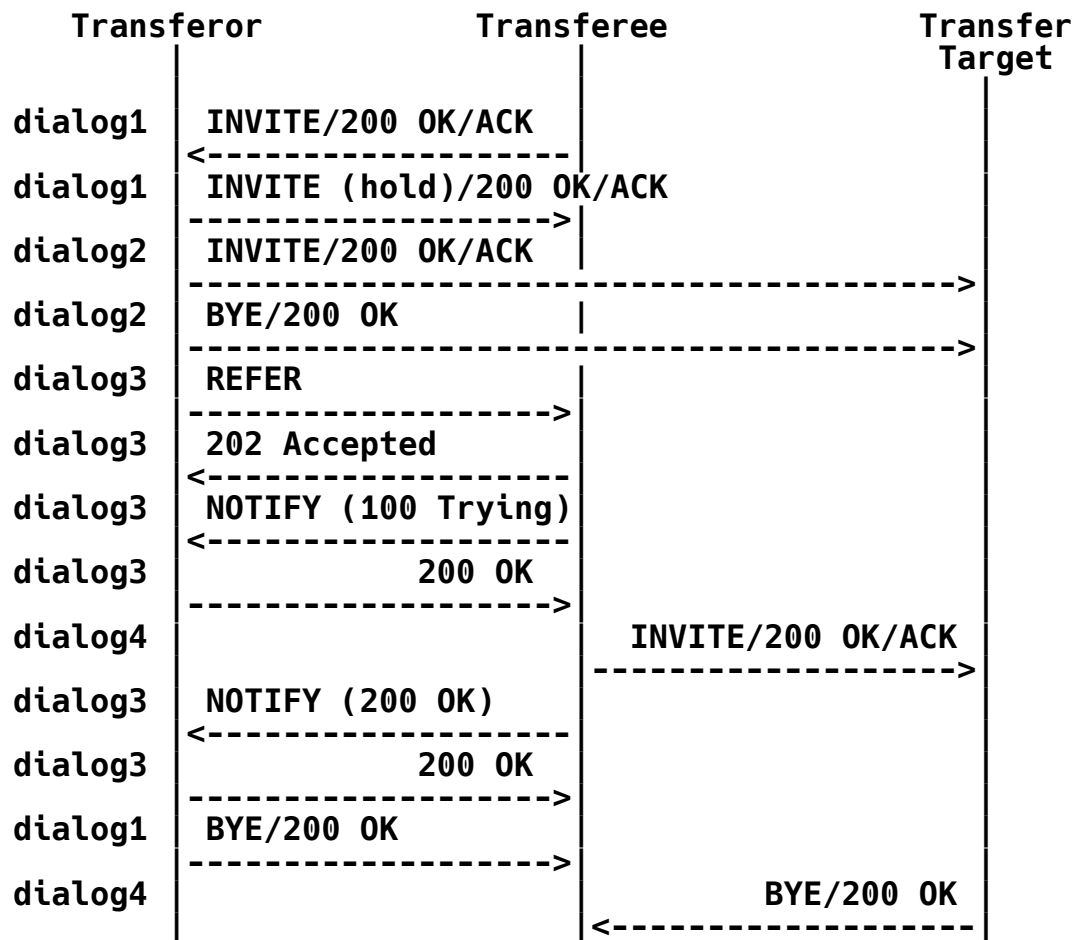 Transferor Transferee Transfer
Target
dialog1 INVITE/200 OK/ACK
dialog1 INVITE (hold)/200 OK/ACK
dialog2 INVITE/200 OK/ACK
dialog2 BYE/200 OK
dialog3 REFER
dialog3 202 Accepted
dialog3 NOTIFY (100 Trying)
dialog3 200 OK
dialog4 INVITE/200 OK/ACK
dialog3 NOTIFY (200 OK)
dialog3 200 OK
dialog1 BYE/200 OK
dialog4 BYE/200 OK